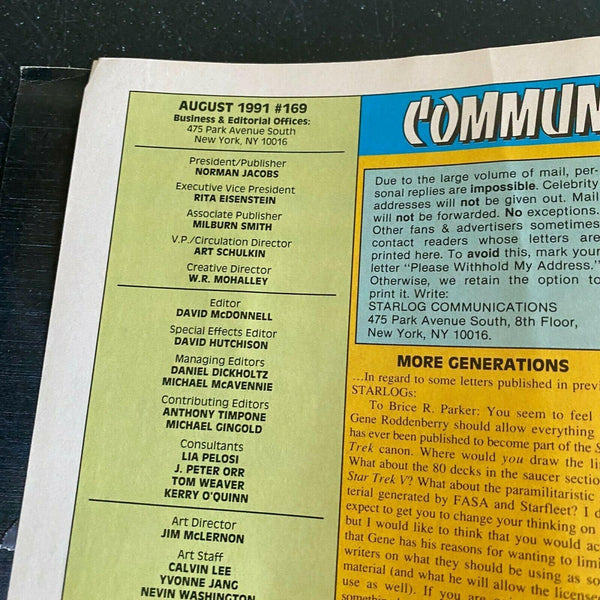 AUGUST 1991 #169
Business & Editorial Offices:
475 Park Avenue South
New York, NY 10016
President/Publisher
NORMAN JACOBS
Executive Vice President
RITA EISENSTEIN
Associate Publisher
MILBURN SMITH
V.P./Circulation Director
ART SCHULKIN
Creative Director
W.R. MOHALLEY
Editor
DAVID McDONNELL
Special Effects Editor
DAVID HUTCHISON
Managing Editors
DANIEL DICKHOLTZ
MICHAEL McAVENNIE
Contributing Editors
ANTHONY TIMPONE
MICHAEL GINGOLD
Consultants
LIA PELOSI
J. PETER ORR
TOM WEAVER
KERRY O'QUINN
Art Director
JIM McLERNON
Art Staff
CALVIN LEE
YVONNE JANG
NEVIN WASHINGTON
COMMUN
Due to the large volume of mail, per-
sonal replies are impossible. Celebrity
addresses will not be given out. Mail
will not be forwarded. No exceptions.
Other fans & advertisers sometimes
contact readers whose letters are
printed here. To avoid this, mark your
letter "Please Withhold My Address."
Otherwise, we retain the option to
print it. Write:
STARLOG COMMUNICATIONS
475 Park Avenue South, 8th Floor,
New York, NY 10016.
MORE GENERATIONS
...In regard to some letters published in previ
STARLOGs:
To Brice R. Parker: You seem to feel
Gene Roddenberry should allow everything
has ever been published to become part of the S
Trek canon. Where would you draw the li
What about the 80 decks in the saucer sectio
Star Trek V? What about the paramilitaristic
terial generated by FASA and Starfleet? I d
expect to get you to change your thinking on
but I would like to think that you would ac
that Gene has his reasons for wanting to limi
writers on what they should be using as so
material (and what he will allow the license
use as well). If you are